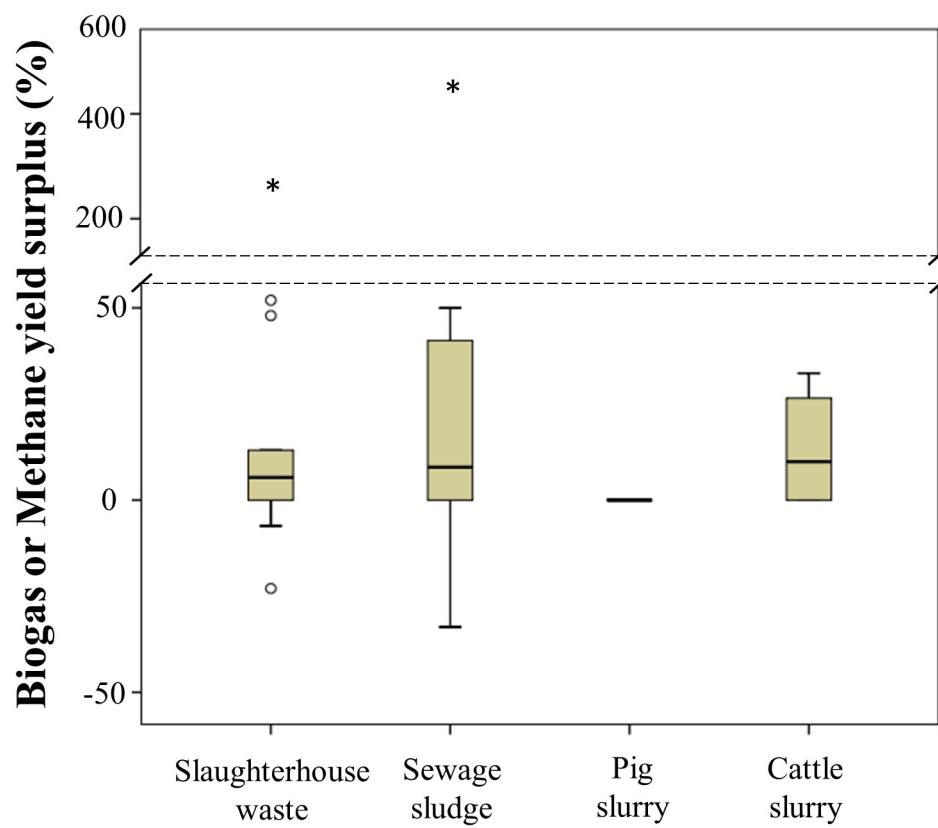 Biogas or Methane yield surplus (%)
600
400
200
50
0
-50
*
*
Slaughterhouse
waste
Sewage
sludge
Pig
slurry
Cattle
slurry